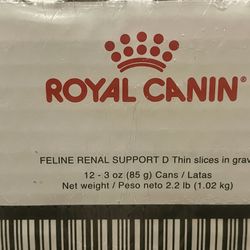 ROYAL CANIN®
FELINE RENAL SUPPORT D Thin slices in grav
12 - 3 oz (85 g) Cans / Latas
Net weight / Peso neto 2.2 lb (1.02 kg)